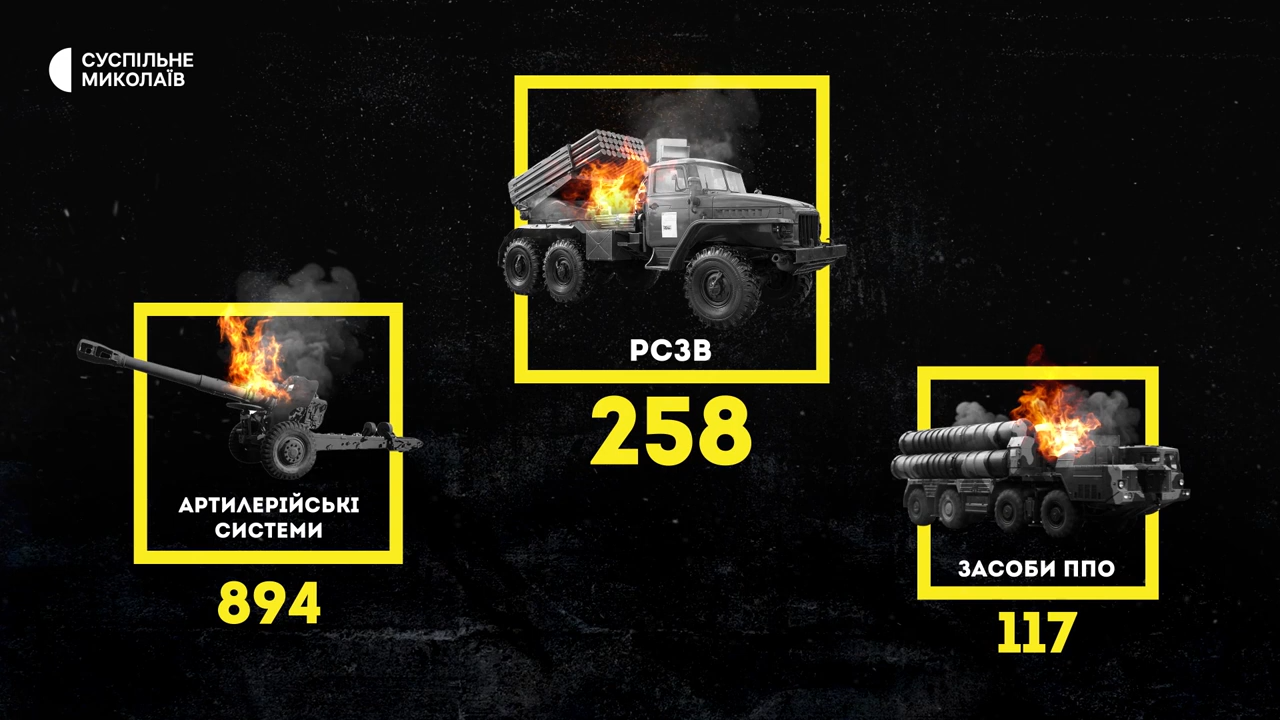 СУСПІЛЬНЕ
МИКОЛАЇВ
РСЗВ
258
АРТИЛЕРІЙСЬКІ
СИСТЕМИ
894
ЗАСОБИ ППО
117